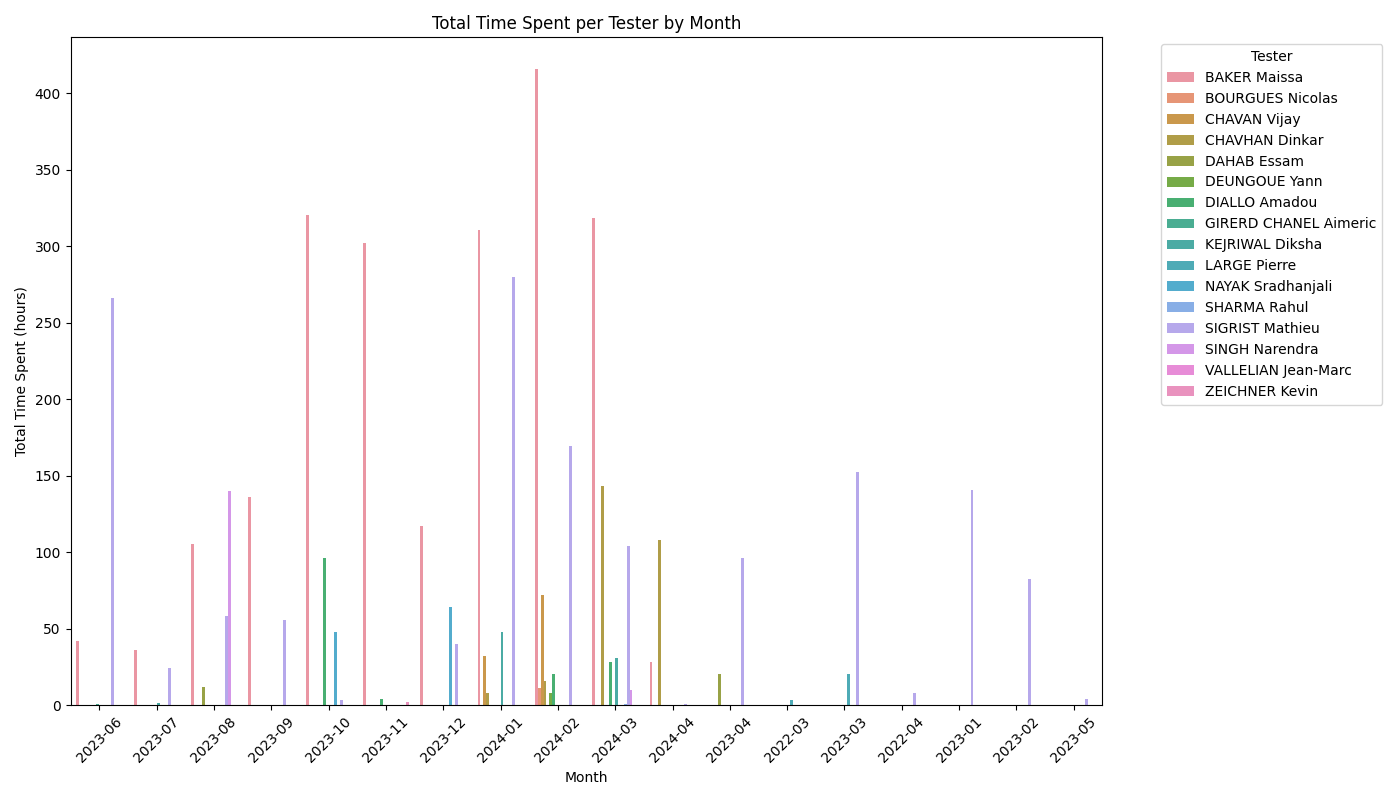 Total Time Spent per Tester by Month
Total Time Spent (hours)
400
350
300
250
200
150
100
50
0
2023-06
2023-07
2023-08
2023-09
2023-10
2023-11
2023-12
2024-01
2024-02
2024-03
2024-04
2023-04
2022-03
2023-03
2022-04
2023-01
2023-02
2023-05
Month
Tester
BAKER Maissa
BOURGUES Nicolas
CHAVAN Vijay
CHAVHAN Dinkar
DAHAB Essam
DEUNGOUE Yann
DIALLO Amadou
GIRERD CHANEL Aimeric
KEJRIWAL Diksha
LARGE Pierre
NAYAK Sradhanjali
SHARMA Rahul
SIGRIST Mathieu
SINGH Narendra
VALLELIAN Jean-Marc
ZEICHNER Kevin